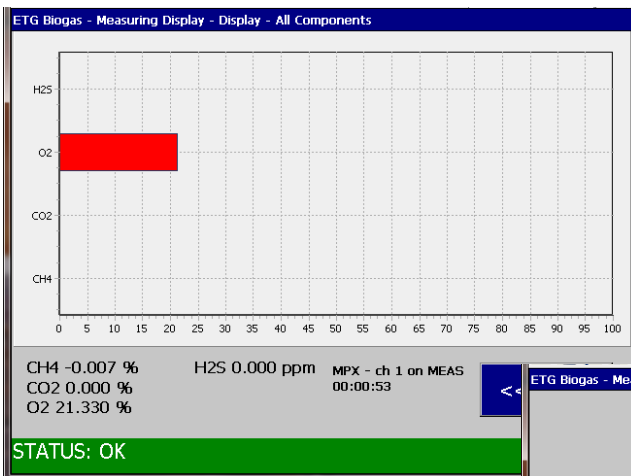 ETG Biogas - Measuring Display - Display - All Components
H2S
O2
CO2
CH4
0 5 10 15 20 25 30 35 40 45 50 55 60 65 70 75 80 85 90 95 100
CH4 -0.007 %
CO2 0.000 %
O2 21.330 %
H2S 0.000 ppm
MPX - ch 1 on MEAS
00:00:53
<<
ETG Biogas - Me
STATUS: OK